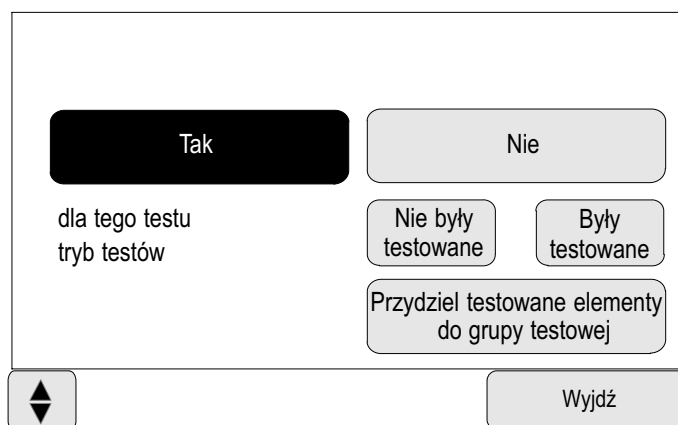 Tak
Nie
dla tego testu
tryb testów
Nie były
testowane
Były
testowane
Przydziel testowane elementy
do grupy testowej
Wyjdź